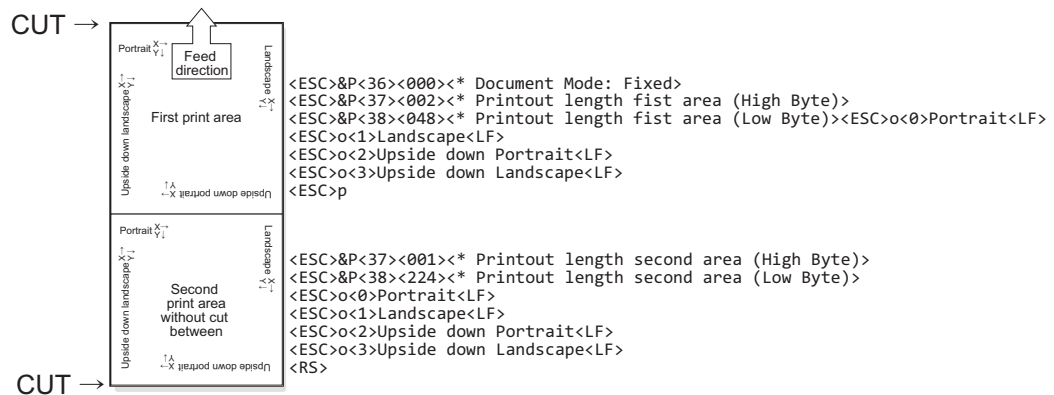 CUT →
Feed
direction
Portrait X→
Y↓
Landscape X→
Y↓
Upside down landscape X→
Y↓
First print area
Upside down portrait X→
Y↓
<ESC>&P<36><000><* Document Mode: Fixed>
<ESC>&P<37><002><* Printout length fist area (High Byte)>
<ESC>&P<38><048><* Printout length fist area (Low Byte)><ESC>o<0>Portrait<LF>
<ESC>o<1>Landscape<LF>
<ESC>o<2>Upside down Portrait<LF>
<ESC>o<3>Upside down Landscape<LF>
<ESC>p
Portrait X→
Y↓
Landscape X→
Y↓
Upside down landscape X→
Y↓
Second
print area
without cut
between
Upside down portrait X→
Y↓
<ESC>&P<37><001><* Printout length second area (High Byte)>
<ESC>&P<38><224><* Printout length second area (Low Byte)>
<ESC>o<0>Portrait<LF>
<ESC>o<1>Landscape<LF>
<ESC>o<2>Upside down Portrait<LF>
<ESC>o<3>Upside down Landscape<LF>
<RS>
CUT →